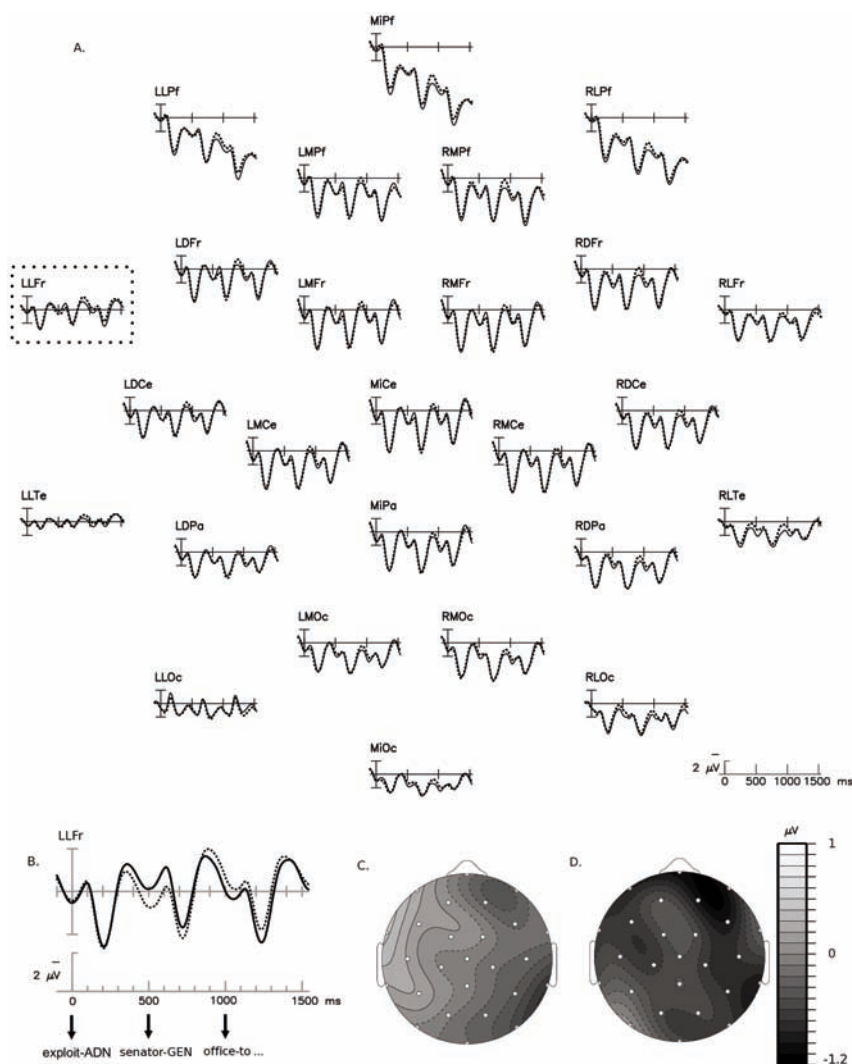 A.
MiPf
LLPf
RLPf
LMPf
RMPf
LDFr
RDFr
LLFr
LMFr
RMFr
RLFr
LDCe
MiCe
RDCe
LMCe
RMCe
LLTe
MiPa
RLTe
LDPa
RDPa
LMOc
RMOc
LLOc
RLOc
MiOc
2 μV
0 500 1000 1500 ms
B.
LLFr
2 μV
0 500 1000 1500 ms
exploit-ADN senator-GEN office-to ...
C.
D.
μV
1
0
-1.2